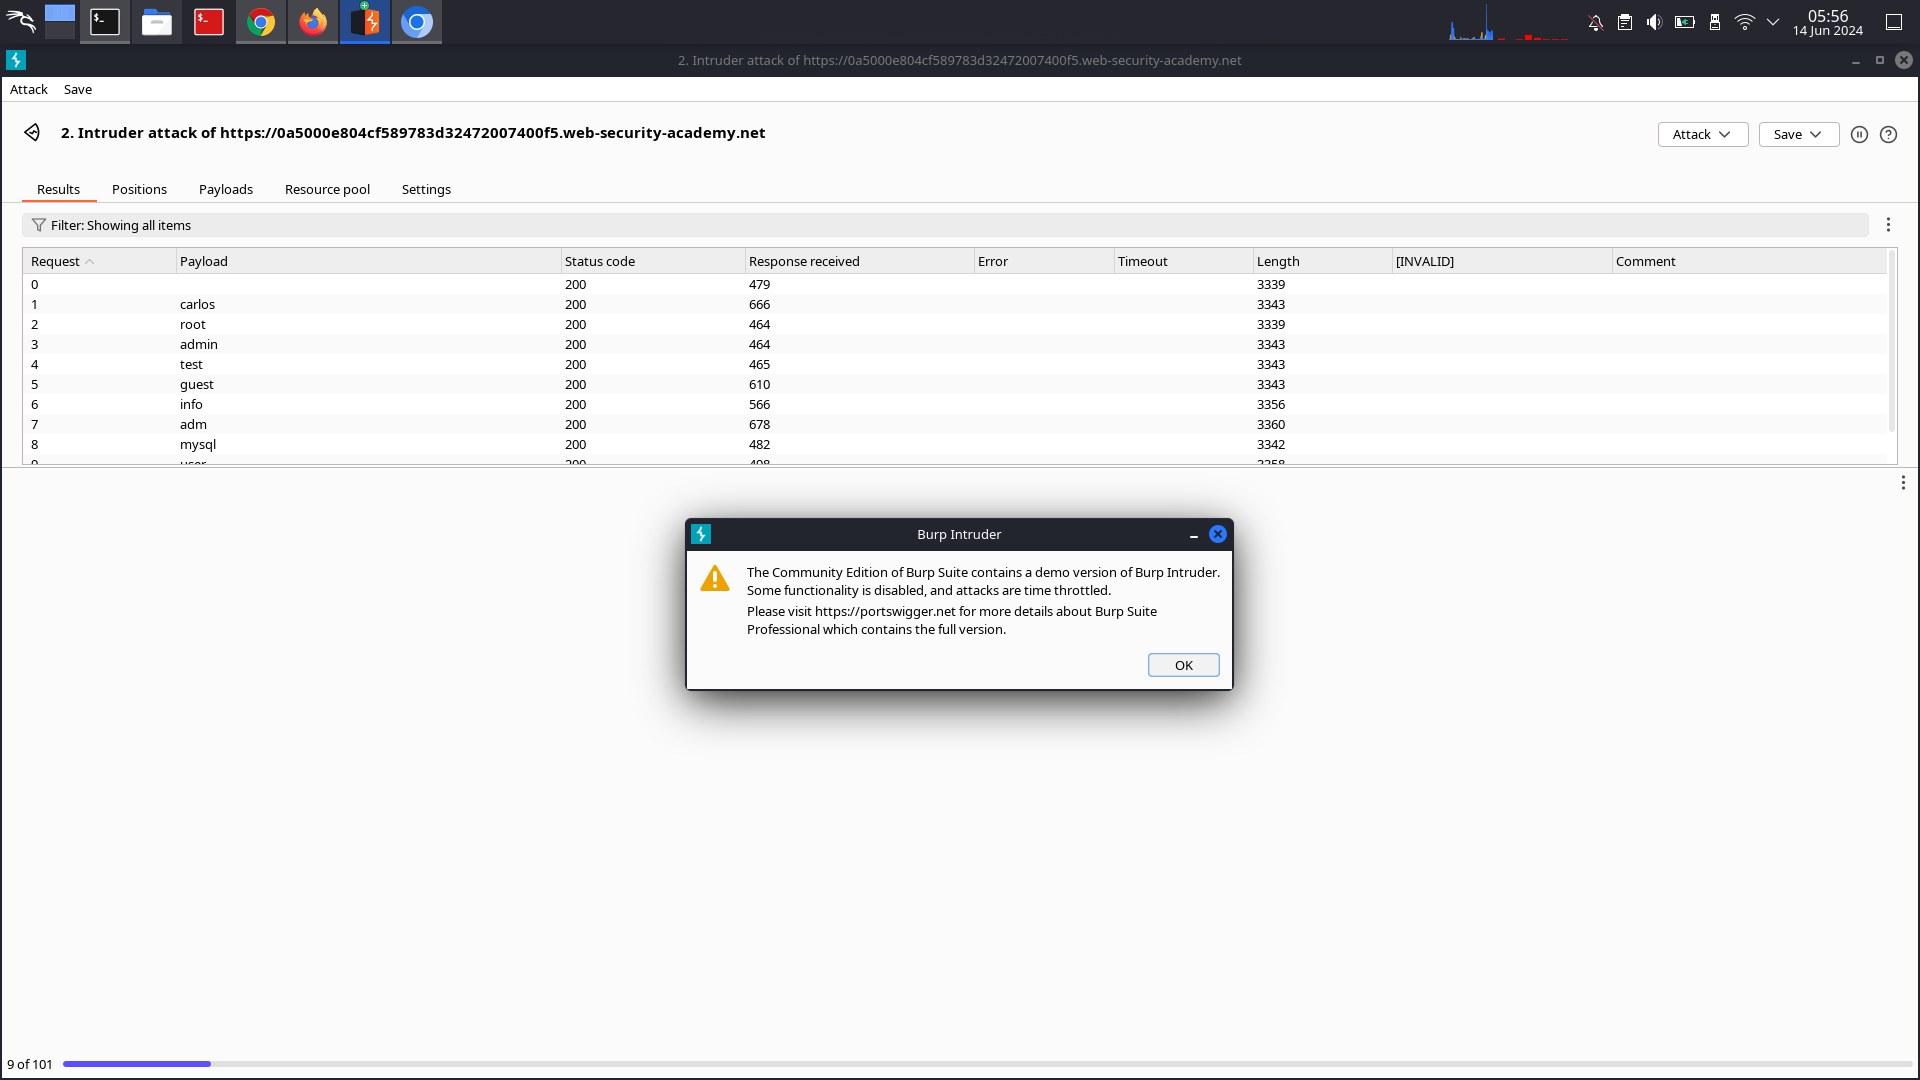 05:56
14 Jun 2024
2. Intruder attack of https://0a5000e804cf589783d32472007400f5.web-security-academy.net
Attack Save
2. Intruder attack of https://0a5000e804cf589783d32472007400f5.web-security-academy.net
Attack Save
Results Positions Payloads Resource pool Settings
Filter: Showing all items
Request Payload Status code Response received Error Timeout Length [INVALID] Comment
0 200 479 3339
1 carlos 200 666 3343
2 root 200 464 3339
3 admin 200 464 3343
4 test 200 465 3343
5 guest 200 610 3343
6 info 200 566 3356
7 adm 200 678 3360
8 mysql 200 482 3342
9 user 200 498 3358
Burp Intruder
The Community Edition of Burp Suite contains a demo version of Burp Intruder.
Some functionality is disabled, and attacks are time throttled.
Please visit https://portswigger.net for more details about Burp Suite
Professional which contains the full version.
OK
9 of 101